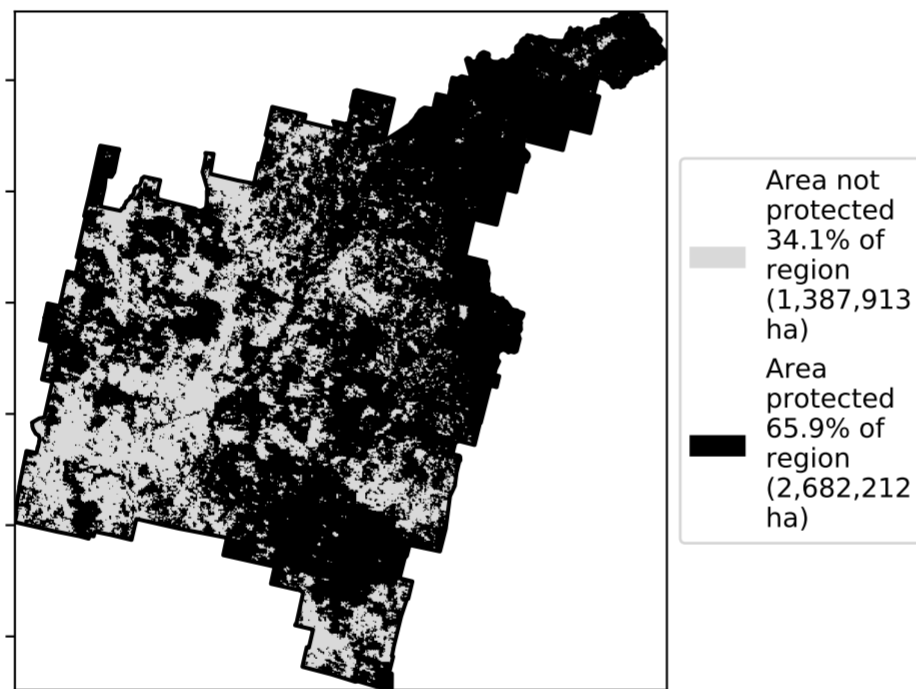 Area not
protected
34.1% of
region
(1,387,913
ha)
Area
protected
65.9% of
region
(2,682,212
ha)